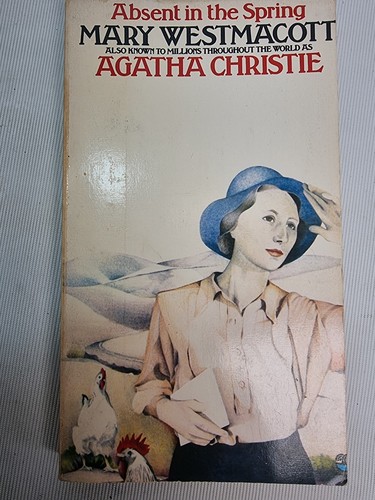 Absent in the Spring
MARY WESTMACOTT
ALSO KNOWN TO MILLIONS THROUGHOUT THE WORLD AS
AGATHA CHRISTIE